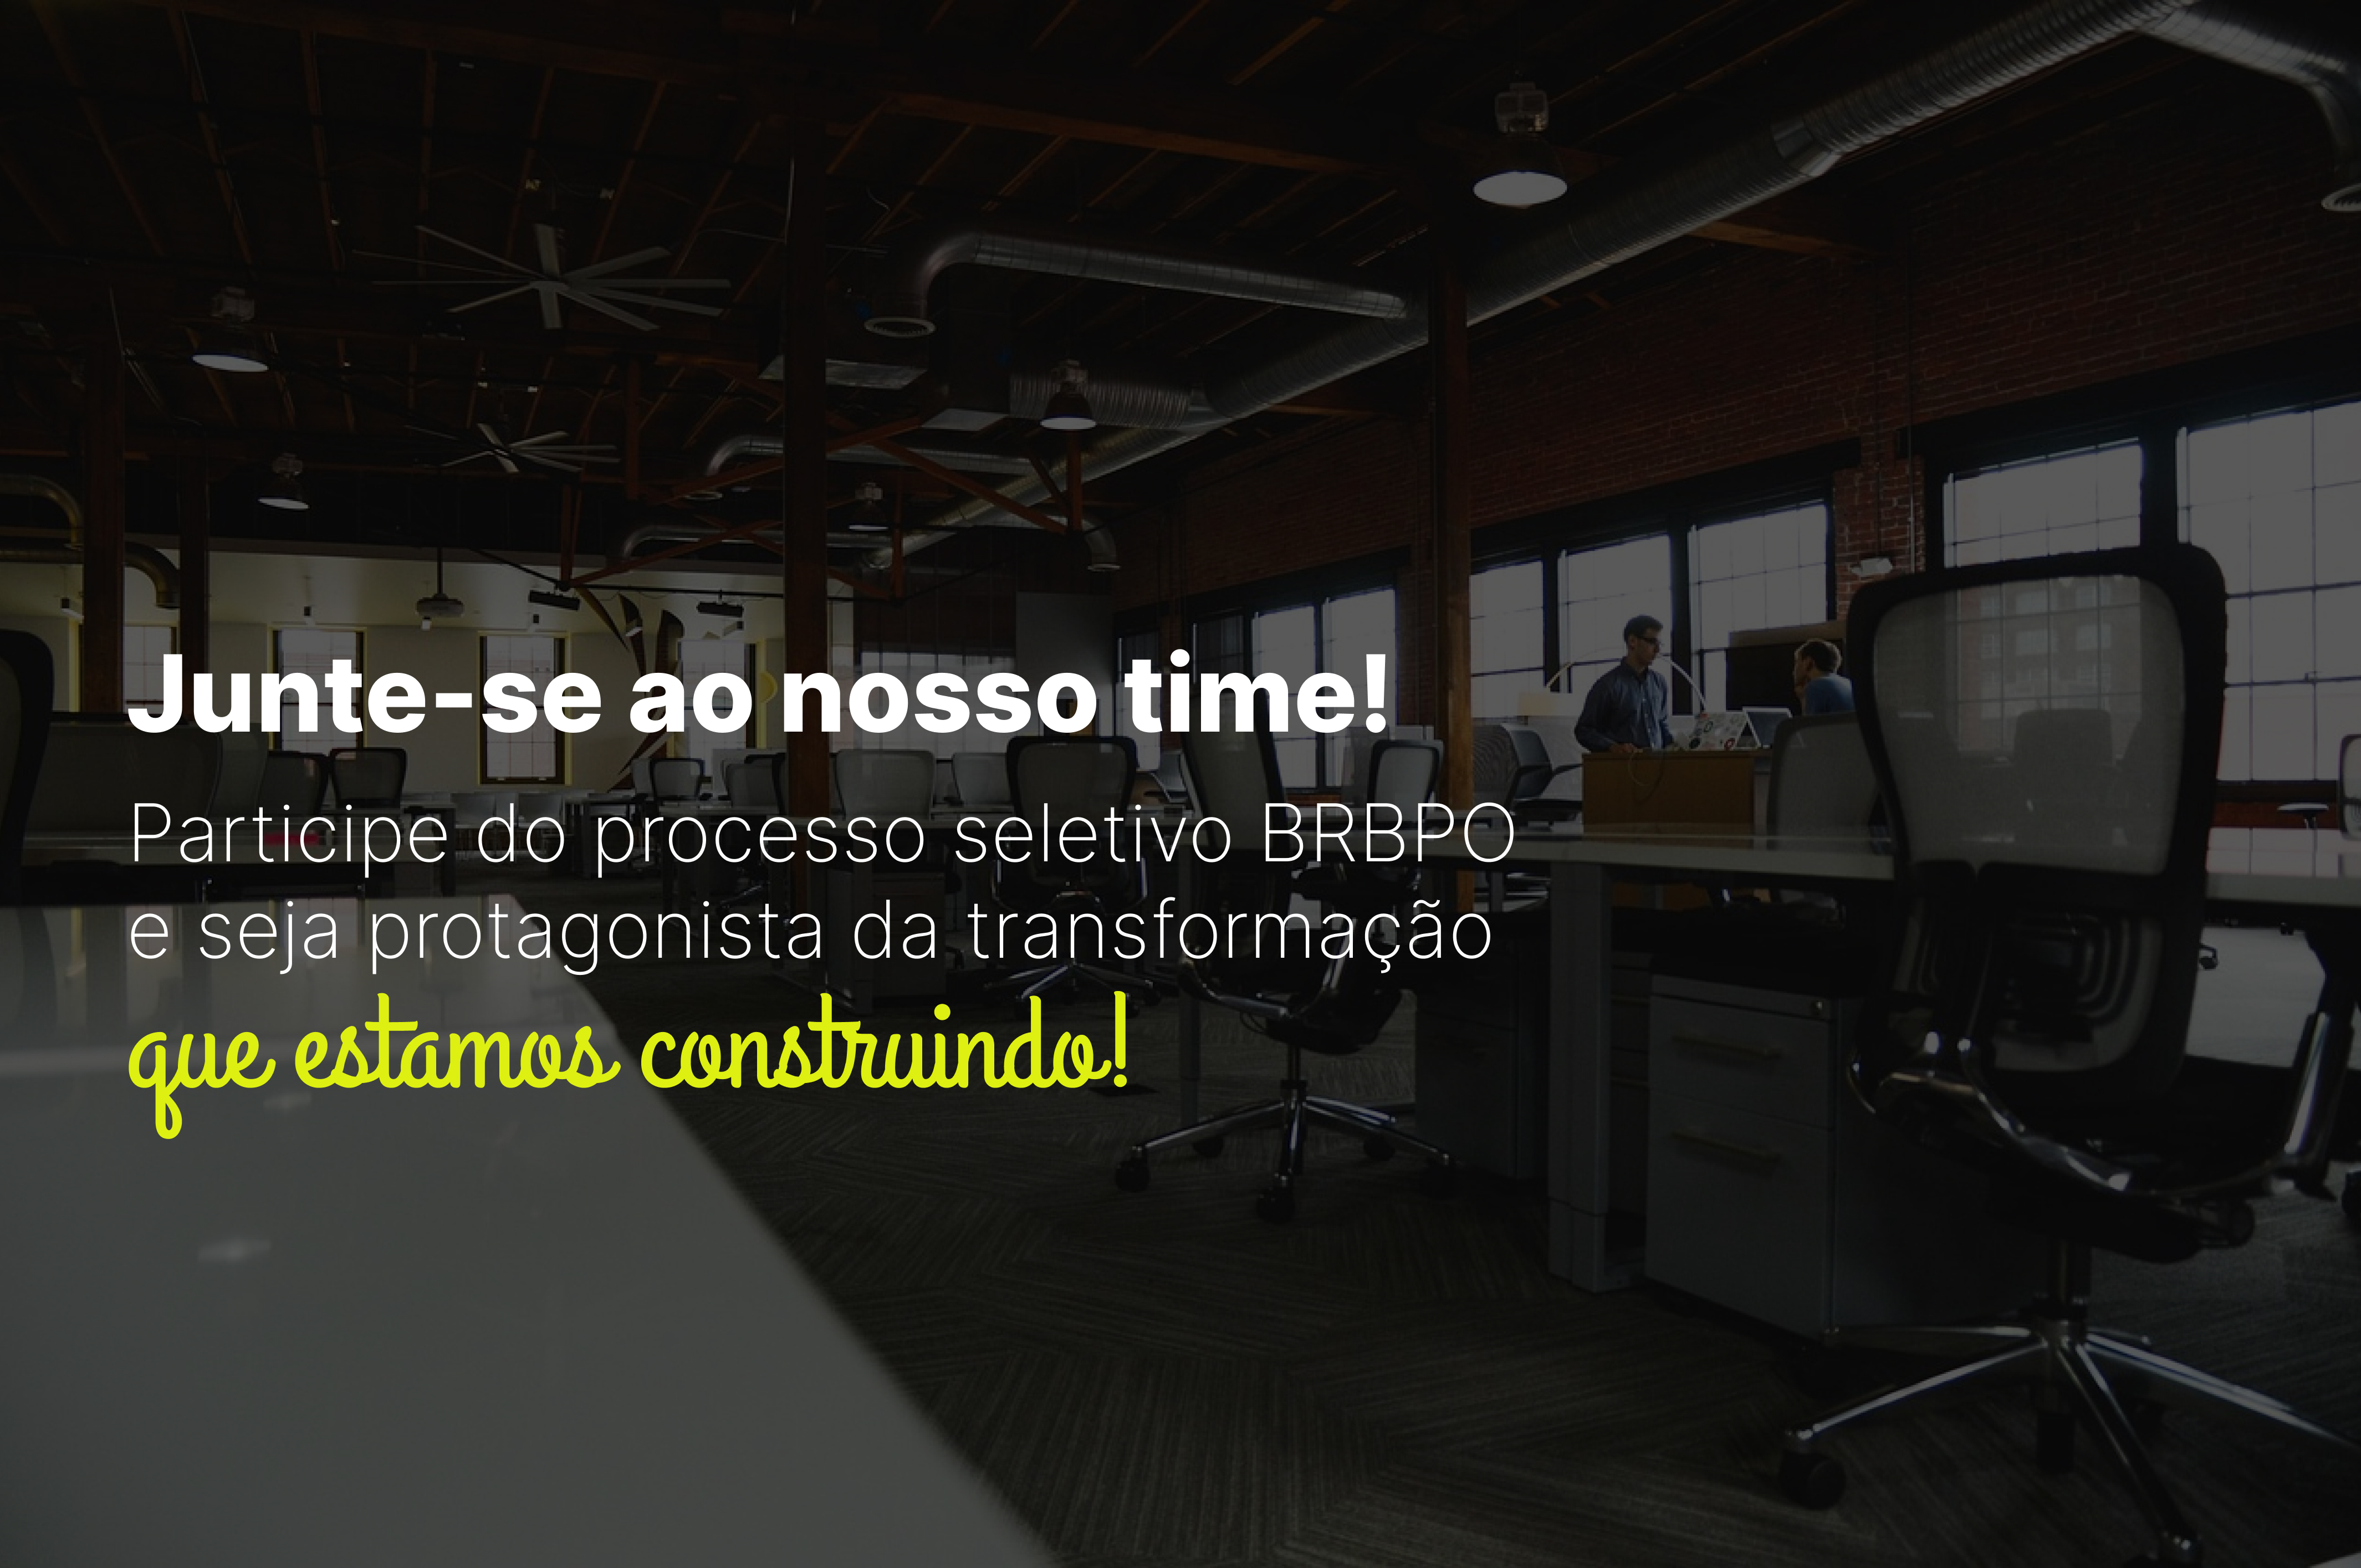 Junte-se ao nosso time!
Participe do processo seletivo BRBPO
e seja protagonista da transformação
que estamos construindo!